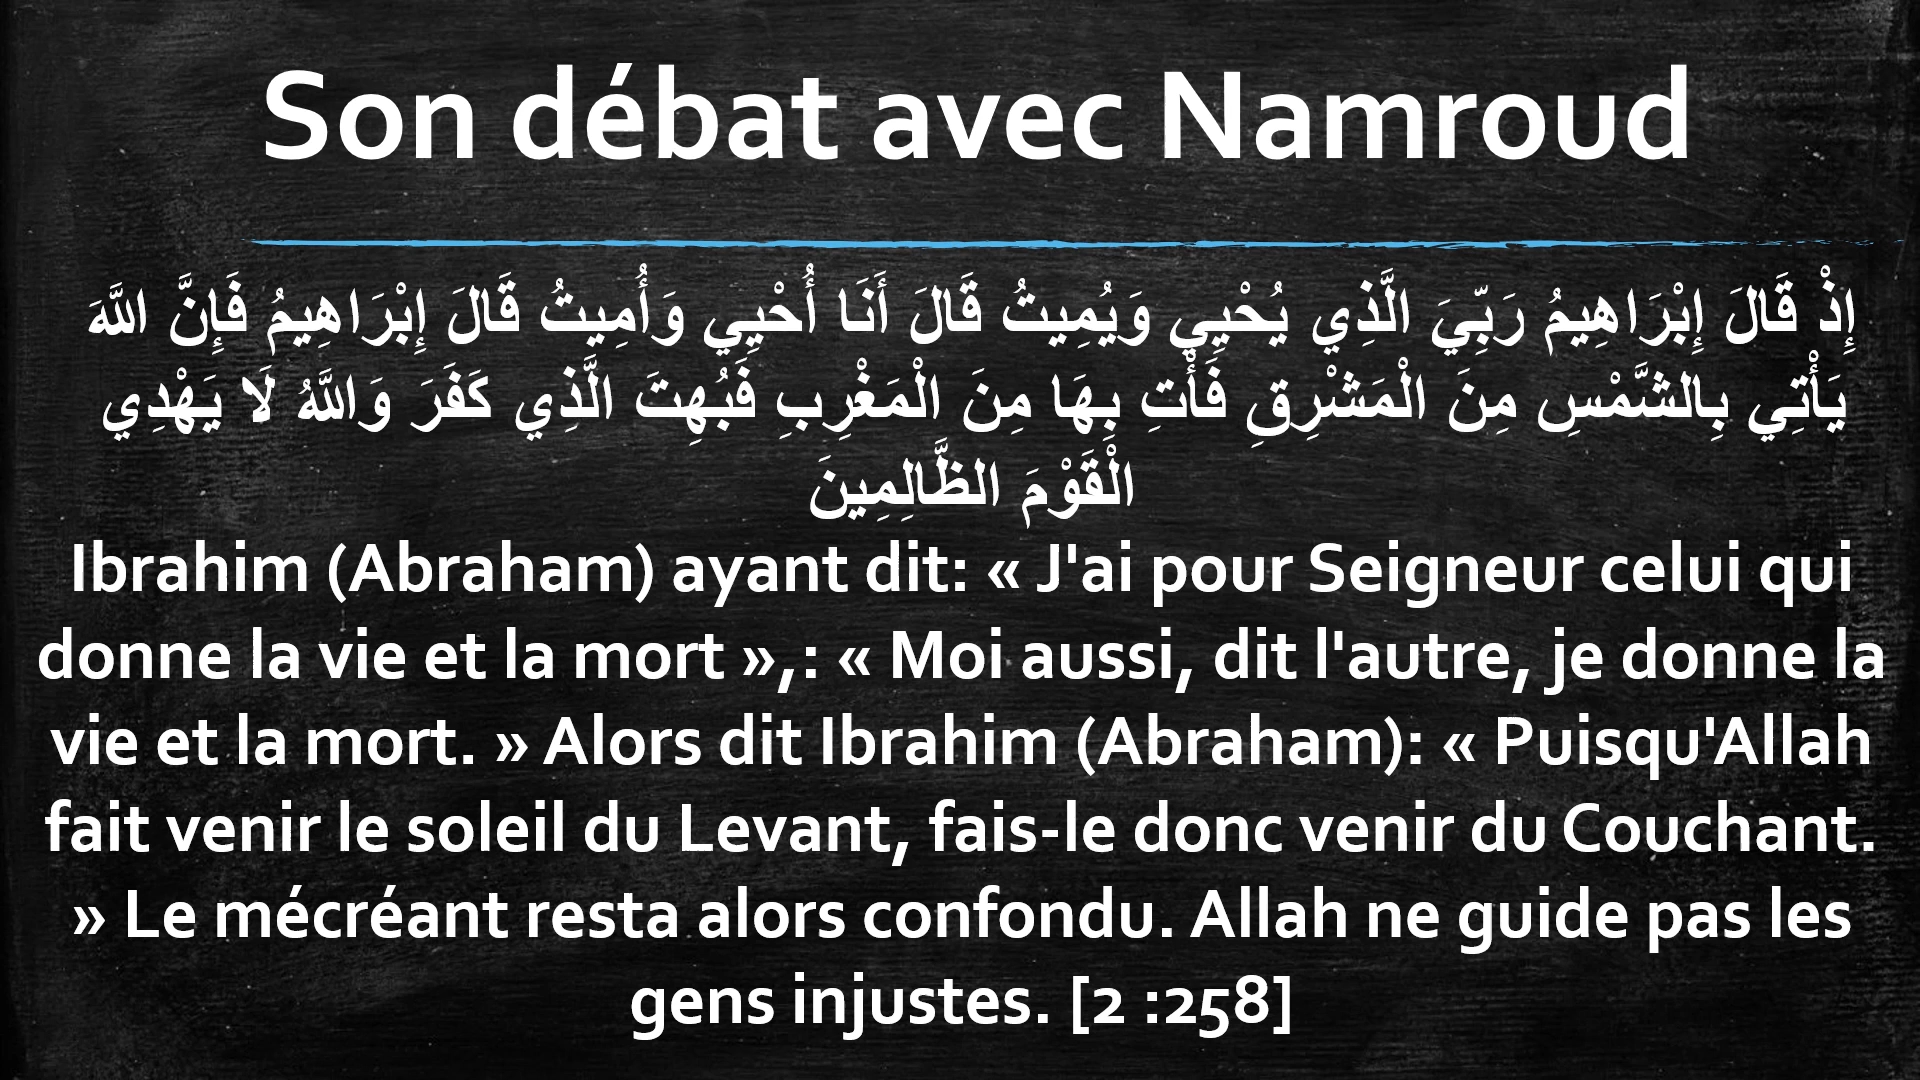 Son débat avec Namroud
إِذْ قَالَ إِبْرَاهِيمُ رَبِّيَ الَّذِي يُحْيِي وَيُمِيتُ قَالَ أَنَا أُحْيِي وَأُمِيتُ قَالَ إِبْرَاهِيمُ فَإِنَّ اللَّهَ
يَأْتِي بِالشَّمْسِ مِنَ الْمَشْرِقِ فَأْتِ بِهَا مِنَ الْمَغْرِبِ فَبُهِتَ الَّذِي كَفَرَ وَاللَّهُ لَا يَهْدِي
الْقَوْمَ الظَّالِمِينَ
Ibrahim (Abraham) ayant dit: « J'ai pour Seigneur celui qui
donne la vie et la mort »,: « Moi aussi, dit l'autre, je donne la
vie et la mort. » Alors dit Ibrahim (Abraham): « Puisqu'Allah
fait venir le soleil du Levant, fais-le donc venir du Couchant.
» Le mécréant resta alors confondu. Allah ne guide pas les
gens injustes. [2 :258]